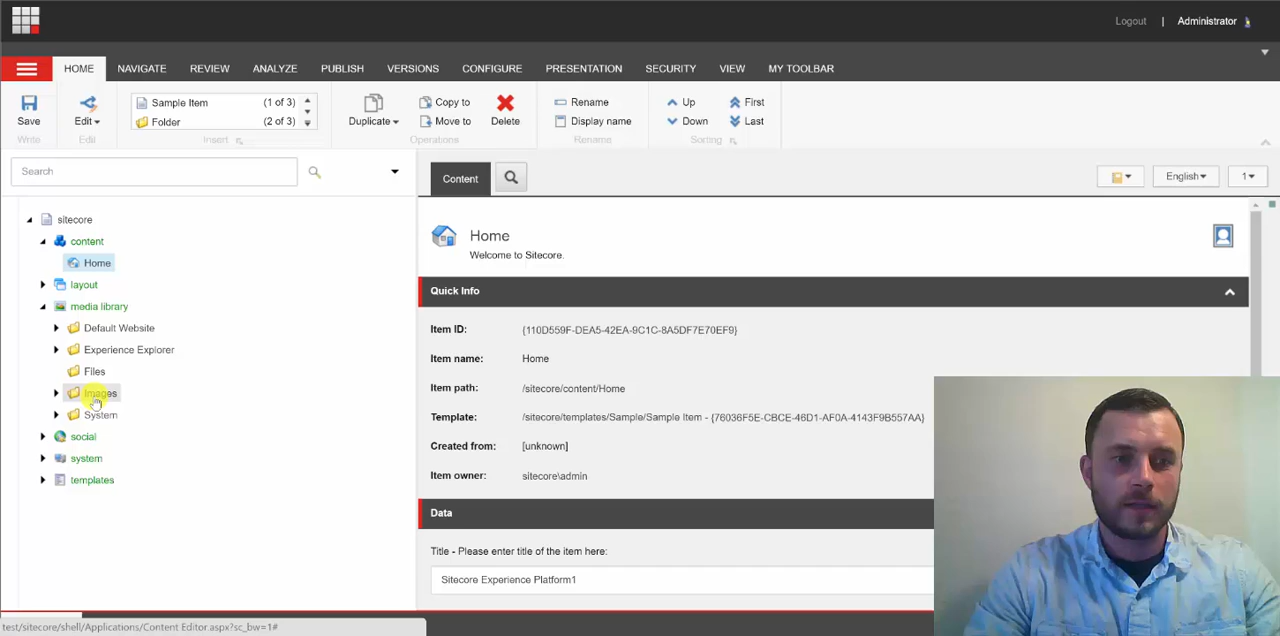 Logout | Administrator
HOME NAVIGATE REVIEW ANALYZE PUBLISH VERSIONS CONFIGURE PRESENTATION SECURITY VIEW MY TOOLBAR
Save
Write
Edit
Edit
Sample Item (1 of 3)
Folder (2 of 3)
Insert
Duplicate
Copy to
Move to
Delete
Operations
Rename
Display name
Rename
Up
Down
First
Last
Sorting
Search
sitecore
content
Home
layout
media library
Default Website
Experience Explorer
Files
Images
System
social
system
templates
Content
English
1
Home
Welcome to Sitecore.
Quick Info
Item ID: {110D559F-DEA5-42EA-9C1C-8A5DF7E70EF9}
Item name: Home
Item path: /sitecore/content/Home
Template: /sitecore/templates/Sample/Sample Item - {76036F5E-CBCE-46D1-AF0A-4143F9B557AA}
Created from: [unknown]
Item owner: sitecore\admin
Data
Title - Please enter title of the item here:
Sitecore Experience Platform1
test/sitecore/shell/Applications/Content Editor.aspx?sc_bw=1#